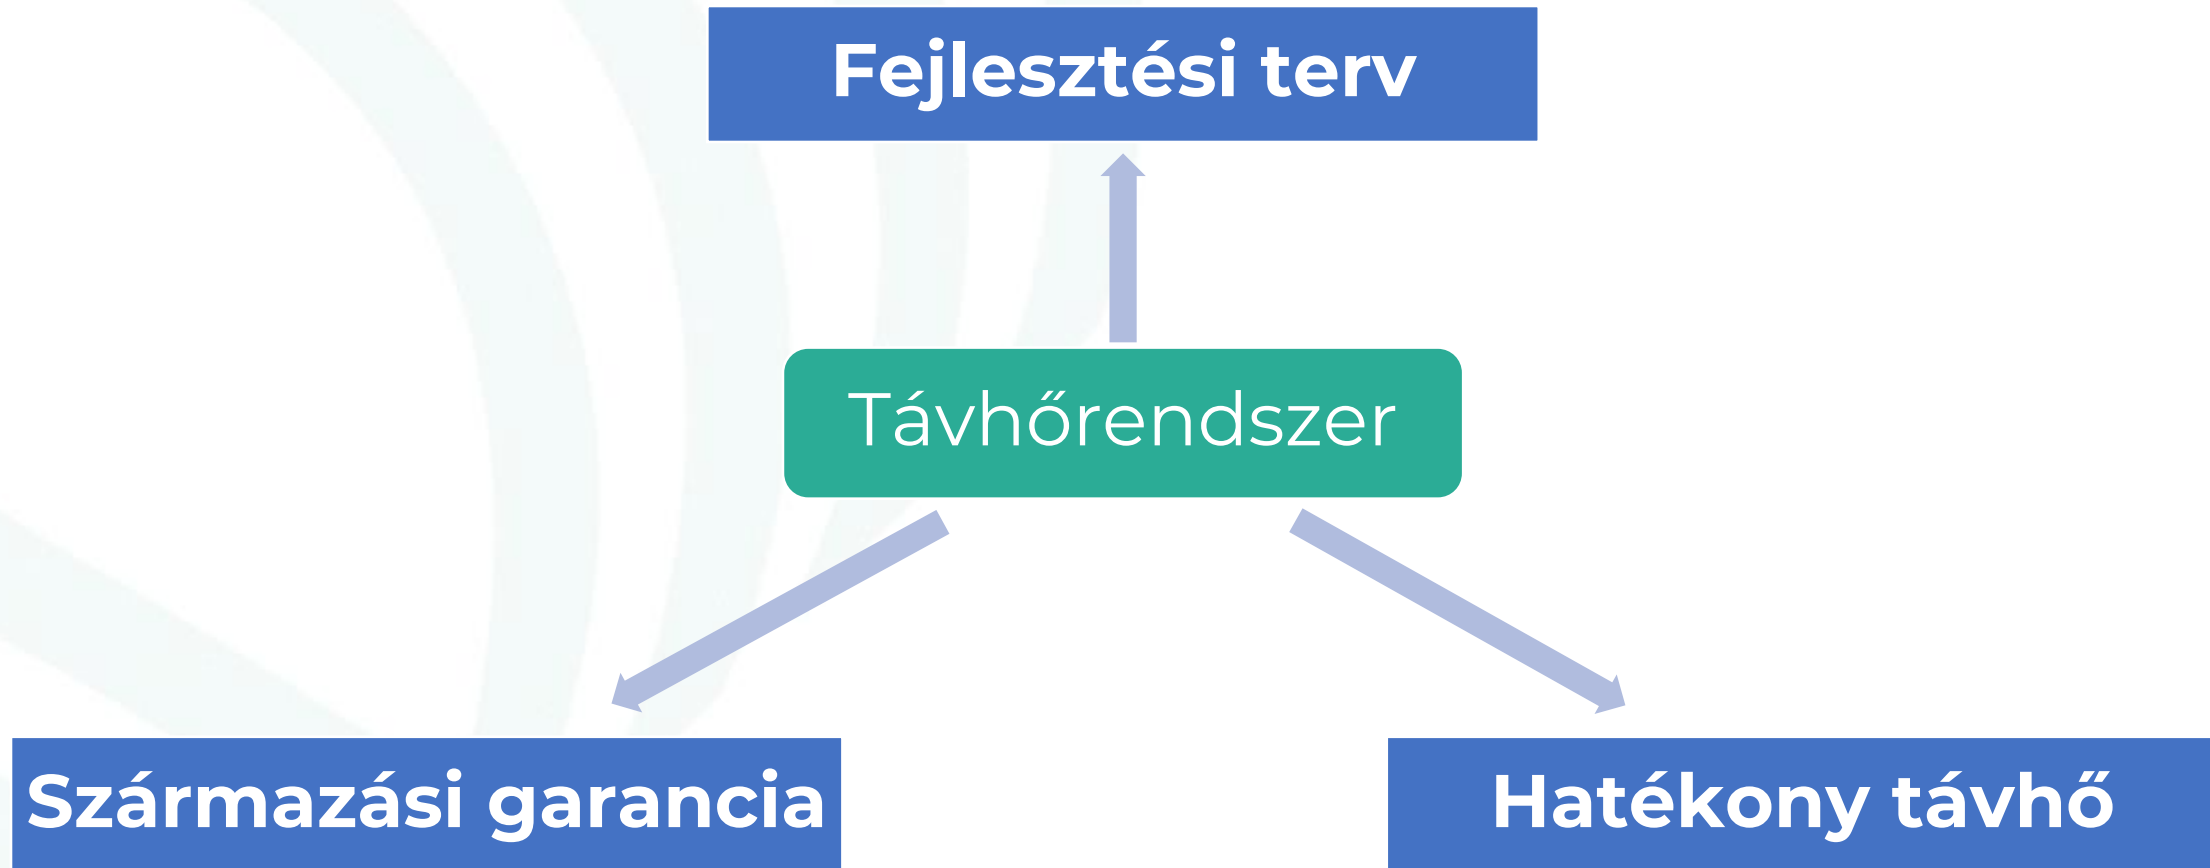 Fejlesztési terv
Távhőrendszer
Származási garancia
Hatékony távhő